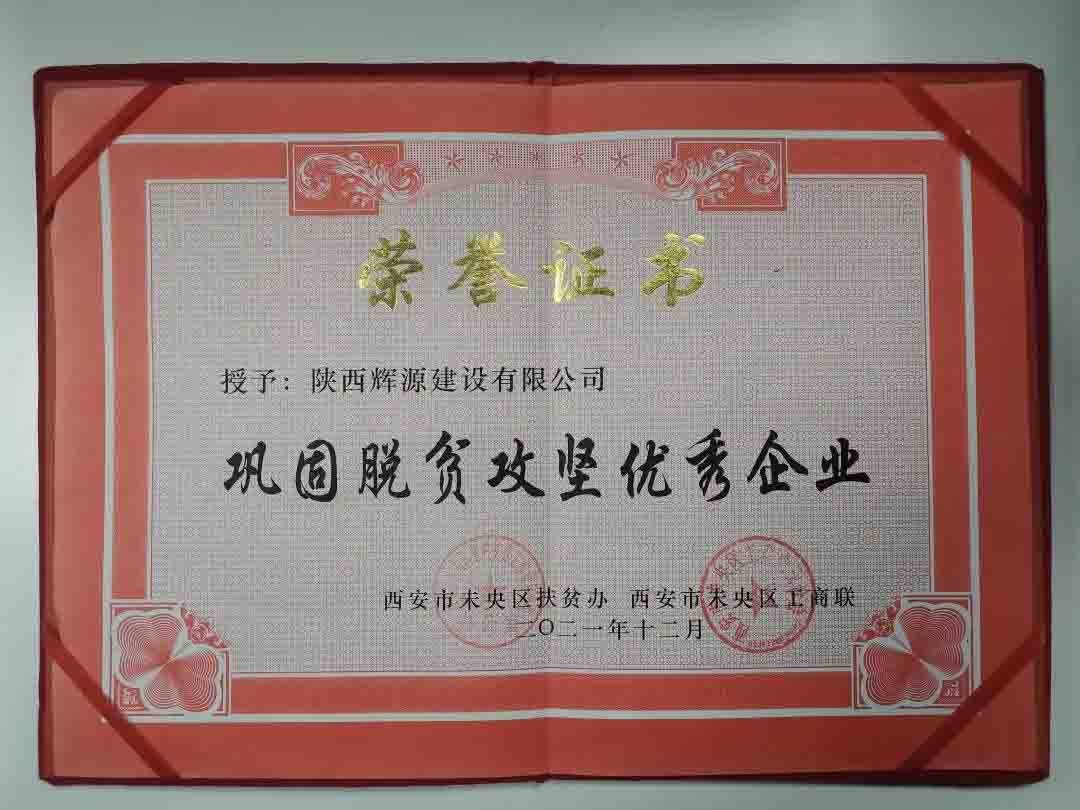 荣誉证书
授予：陕西辉源建设有限公司
巩固脱贫攻坚优秀企业
西安市未央区扶贫办 西安市未央区工商联
二〇二一年十二月